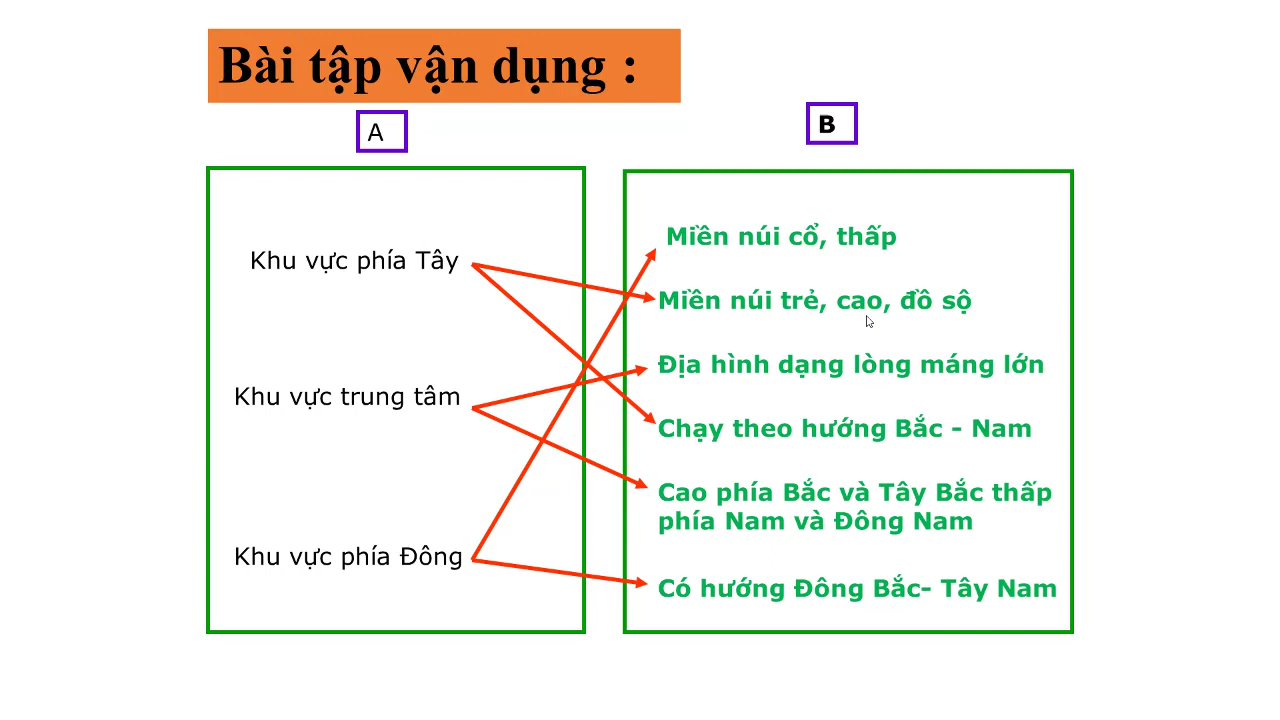 Bài tập vận dụng :
A
B
Khu vực phía Tây
Khu vực trung tâm
Khu vực phía Đông
Miền núi cổ, thấp
Miền núi trẻ, cao, đồ sộ
Địa hình dạng lòng máng lớn
Chạy theo hướng Bắc - Nam
Cao phía Bắc và Tây Bắc thấp
phía Nam và Đông Nam
Có hướng Đông Bắc- Tây Nam